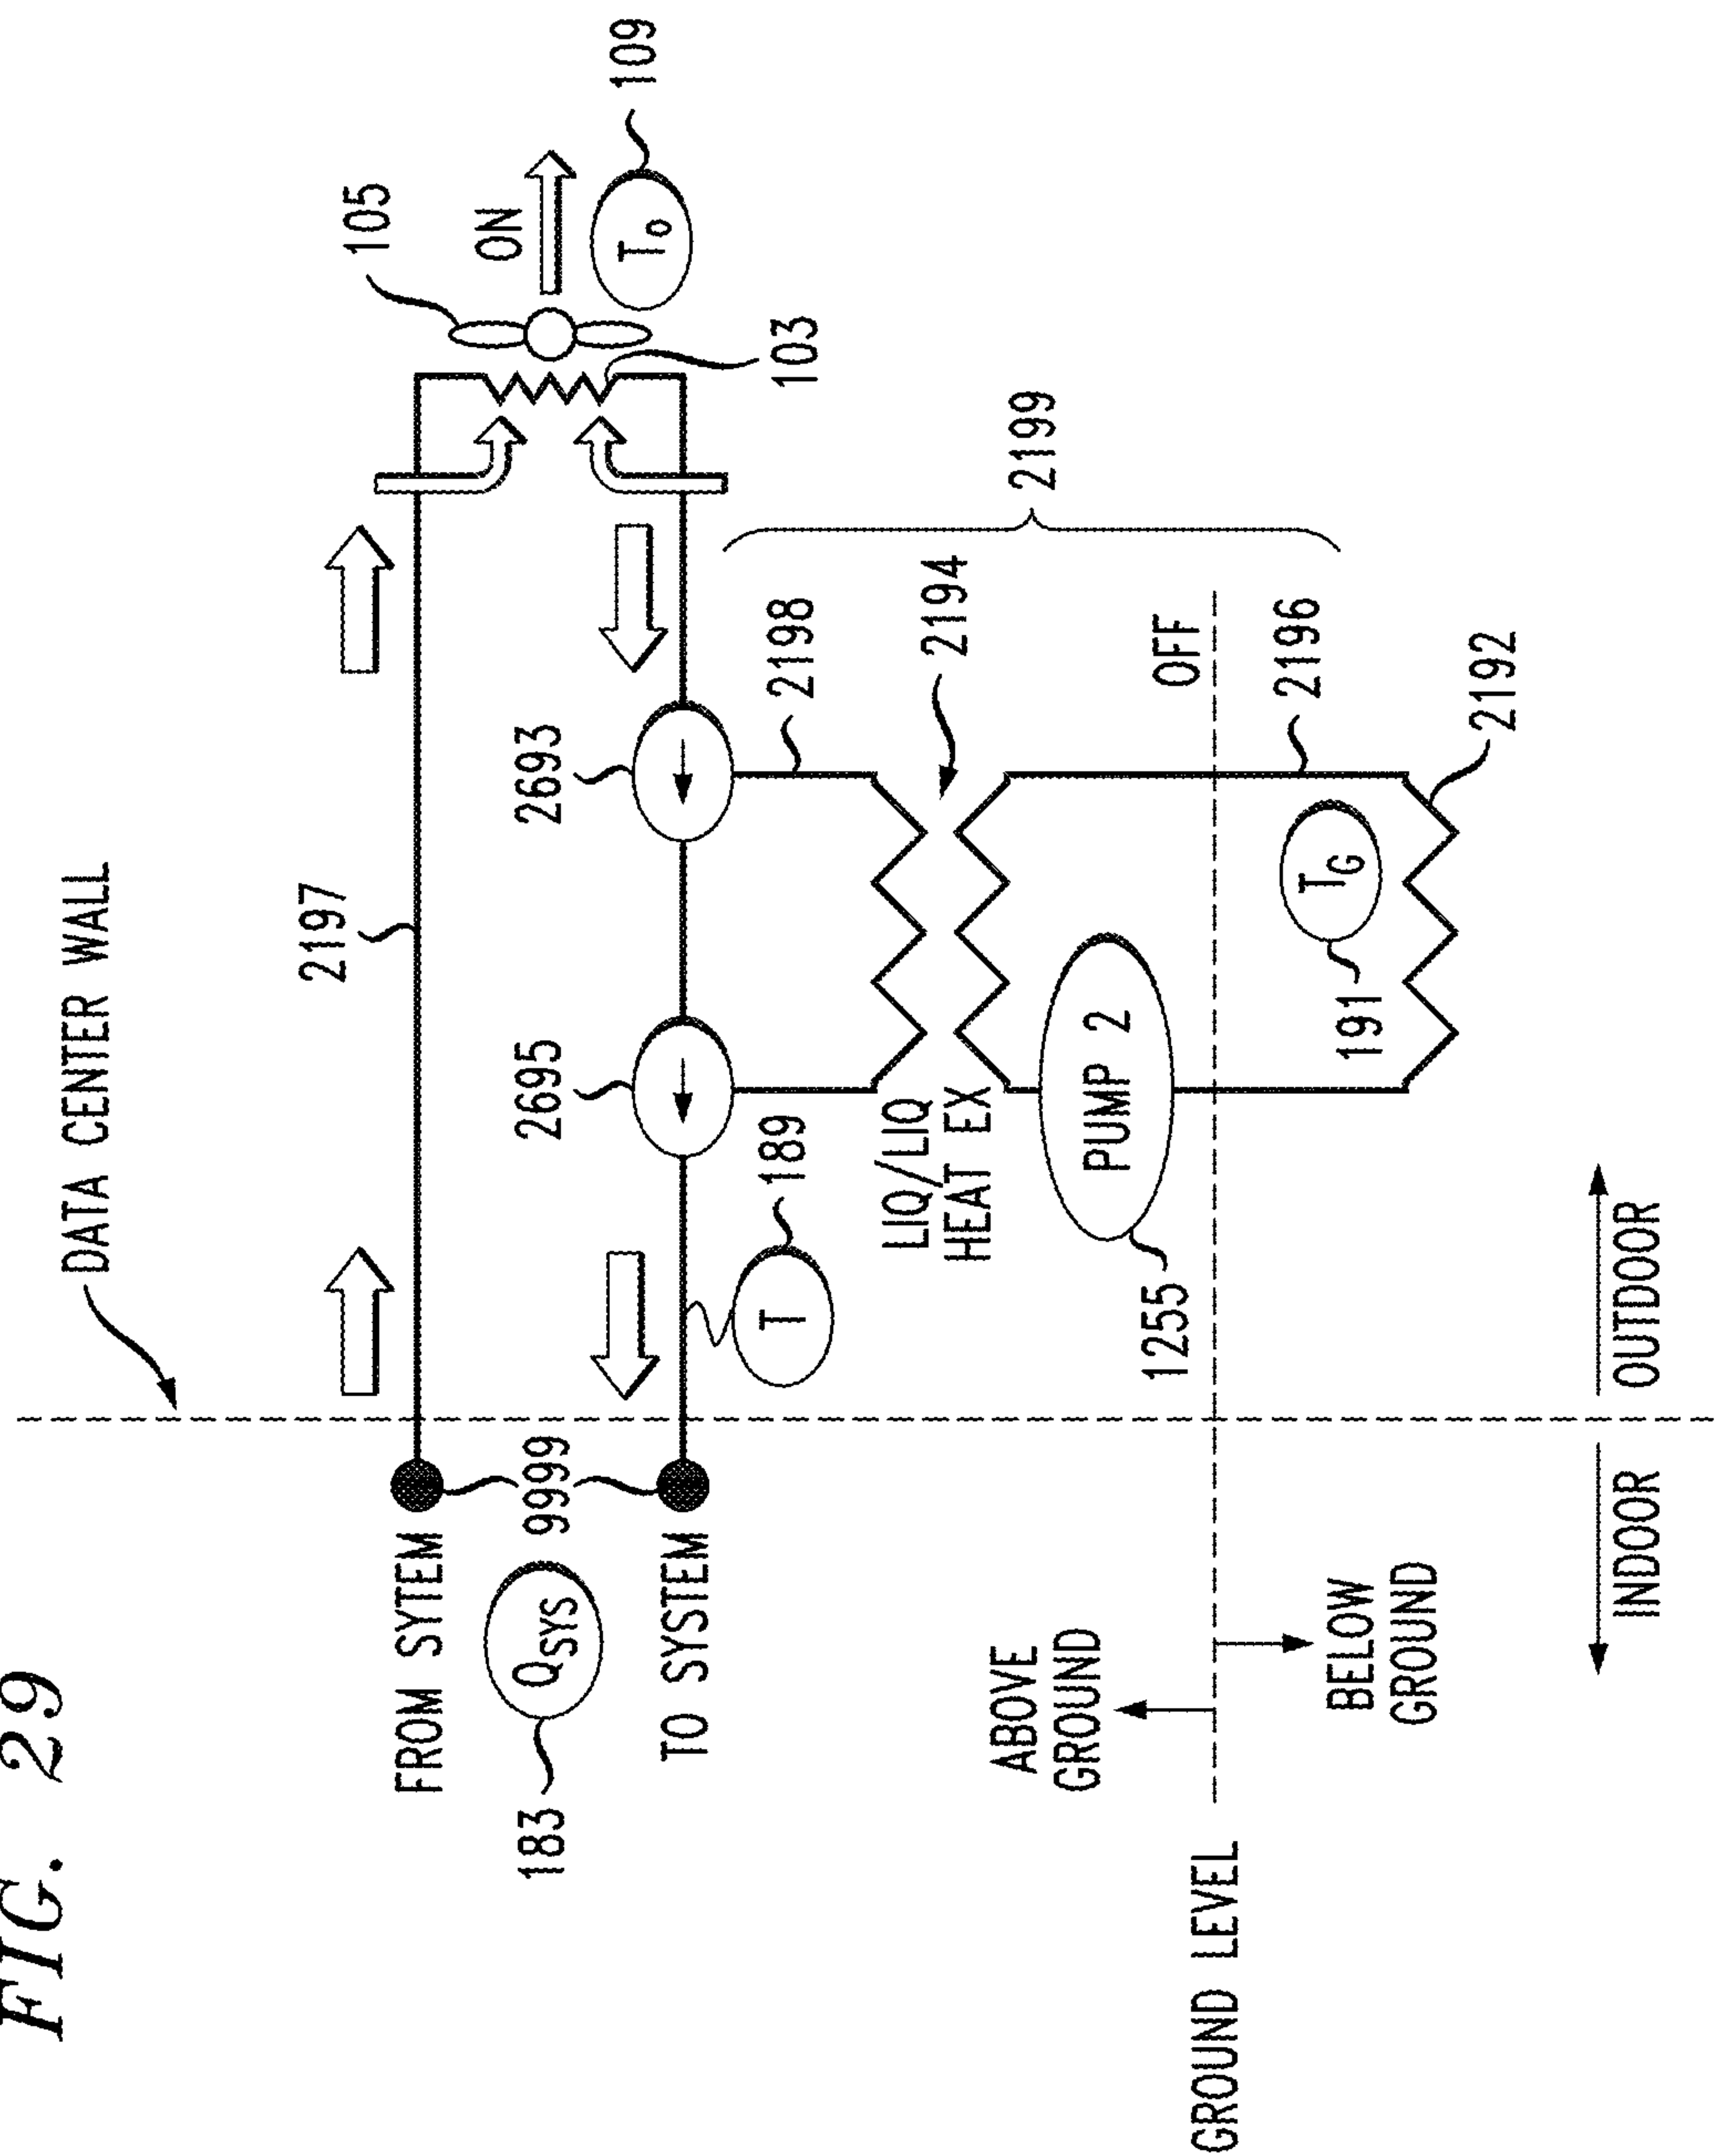 FIG. 29
DATA CENTER WALL
2197
105
ON
109
To
103
FROM SYTEM
9999
QSYS
183
TO SYSTEM
2695
2693
189
T
2198
2199
2194
LIQ/LIQ
HEAT EX
PUMP 2
1255
OFF
ABOVE
GROUND
GROUND LEVEL
BELOW
GROUND
TG
191
2196
2192
INDOOR
OUTDOOR